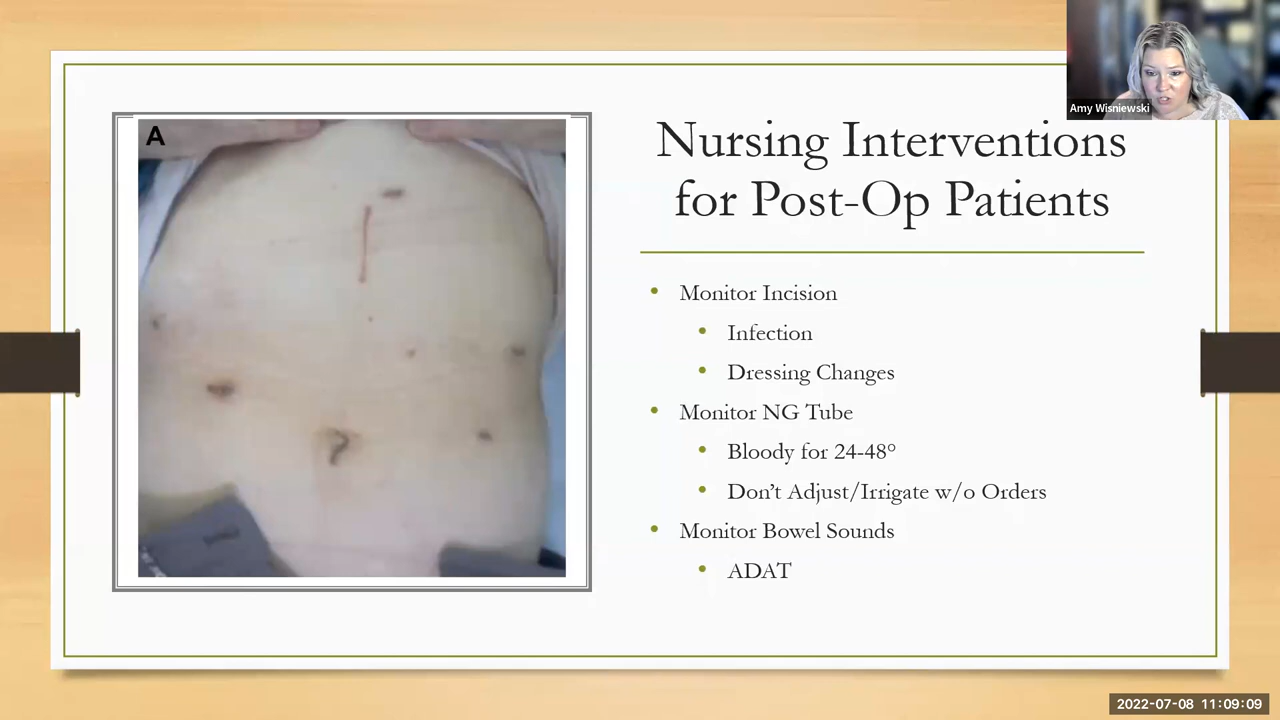 A
Amy Wisniewski
Nursing Interventions
for Post-Op Patients
• Monitor Incision
• Infection
• Dressing Changes
• Monitor NG Tube
• Bloody for 24-48°
• Don’t Adjust/Irrigate w/o Orders
• Monitor Bowel Sounds
• ADAT
2022-07-08 11:09:09